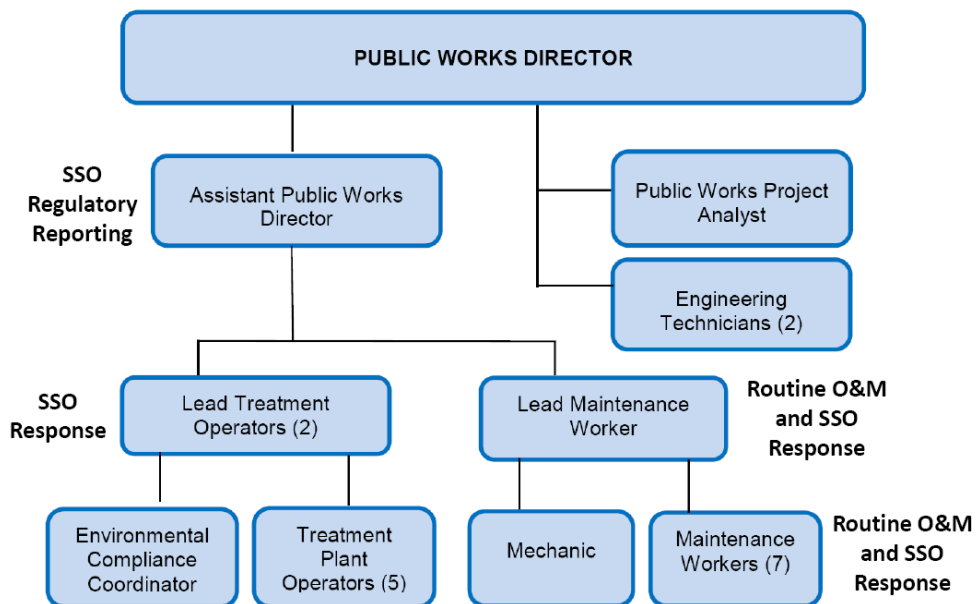 PUBLIC WORKS DIRECTOR
SSO
Regulatory
Reporting
Assistant Public Works
Director
Public Works Project
Analyst
Engineering
Technicians (2)
SSO
Response
Lead Treatment
Operators (2)
Lead Maintenance
Worker
Routine O&M
and SSO
Response
Environmental
Compliance
Coordinator
Treatment
Plant
Operators (5)
Mechanic
Maintenance
Workers (7)
Routine O&M
and SSO
Response